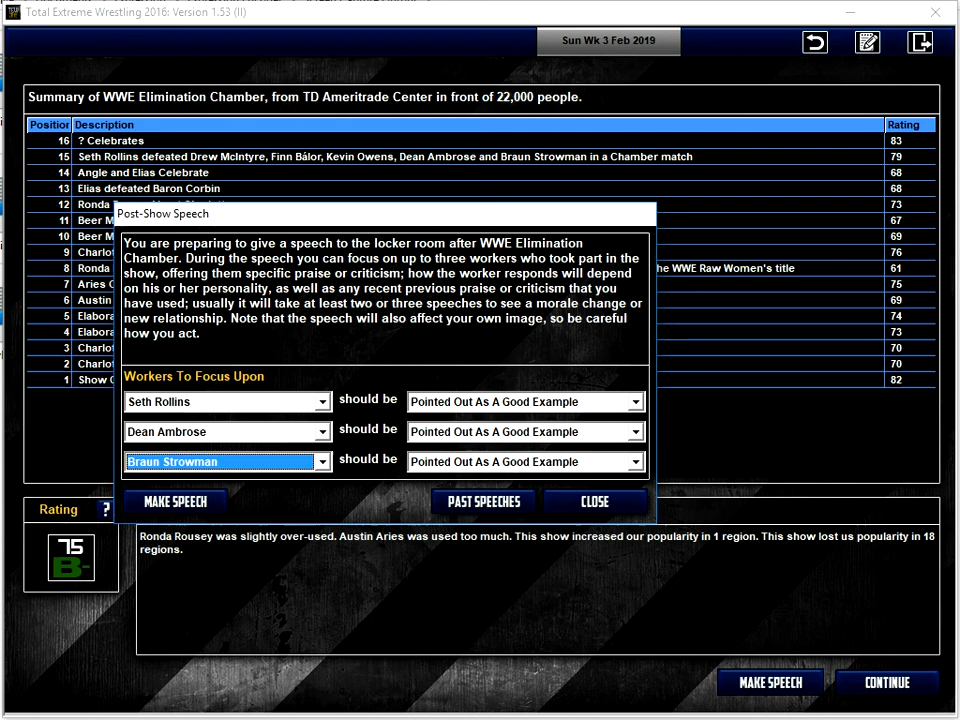 Total Extreme Wrestling 2016: Version 1.53 (II)
Sun Wk 3 Feb 2019
Summary of WWE Elimination Chamber, from TD Ameritrade Center in front of 22,000 people.
Position Description Rating
16 ? Celebrates 83
15 Seth Rollins defeated Drew McIntyre, Finn Bálor, Kevin Owens, Dean Ambrose and Braun Strowman in a Chamber match 79
14 Angle and Elias Celebrate 68
13 Elias defeated Baron Corbin 68
12 Ronda 73
11 Beer M 67
10 Beer M 69
9 Charlot 76
8 Ronda he WWE Raw Women's title 61
7 Aries C 75
6 Austin 69
5 Elabora 74
4 Elabora 73
3 Charlot 70
2 Charlot 70
1 Show C 82
Post-Show Speech
You are preparing to give a speech to the locker room after WWE Elimination
Chamber. During the speech you can focus on up to three workers who took part in the
show, offering them specific praise or criticism; how the worker responds will depend
on his or her personality, as well as any recent previous praise or criticism that you
have used; usually it will take at least two or three speeches to see a morale change or
new relationship. Note that the speech will also affect your own image, so be careful
how you act.
Workers To Focus Upon
Seth Rollins should be Pointed Out As A Good Example
Dean Ambrose should be Pointed Out As A Good Example
Braun Strowman should be Pointed Out As A Good Example
MAKE SPEECH PAST SPEECHES CLOSE
Rating ?
75
B-
Ronda Rousey was slightly over-used. Austin Aries was used too much. This show increased our popularity in 1 region. This show lost us popularity in 18
regions.
MAKE SPEECH CONTINUE